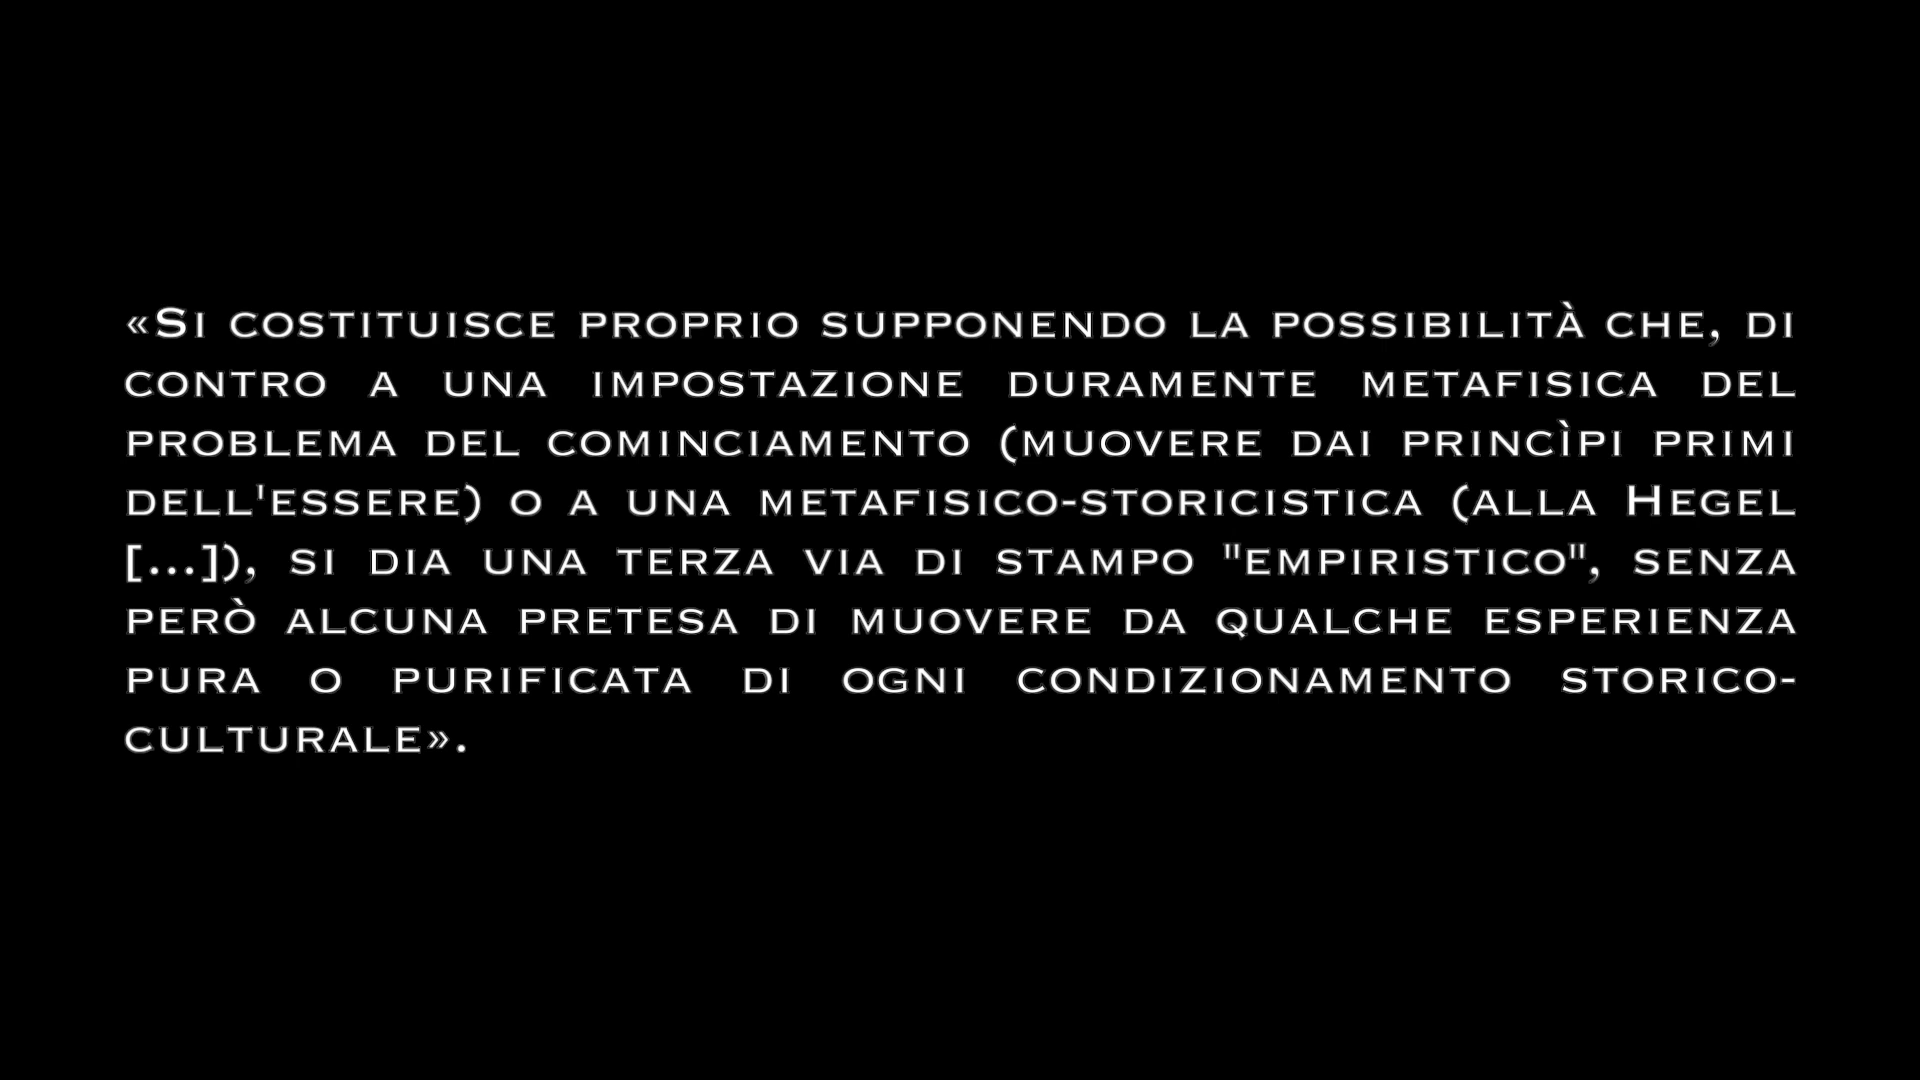 «Si costituisce proprio supponendo la possibilità che, di
contro a una impostazione duramente metafisica del
problema del cominciamento (muovere dai princìpi primi
dell'essere) o a una metafisico-storicistica (alla Hegel
[...]), si dia una terza via di stampo "empiristico", senza
però alcuna pretesa di muovere da qualche esperienza
pura o purificata di ogni condizionamento storico-
culturale».